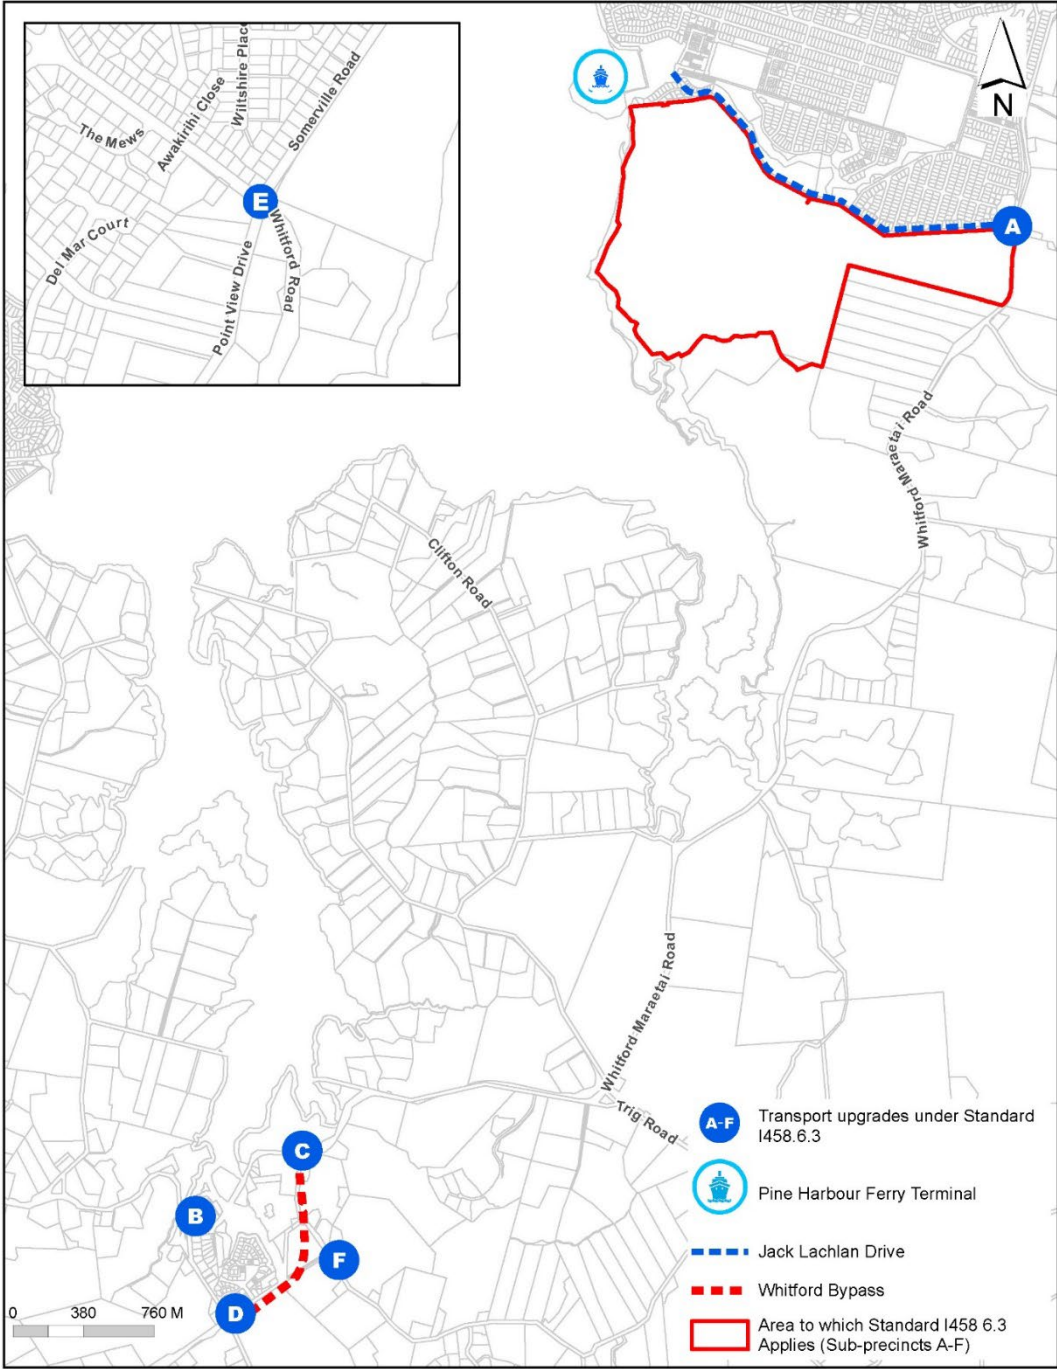 The Mews
Awakirihi Close
Wiltshire Place
Somerville Road
E
Del Mar Court
Point View Drive
Whitford Road
N
A
Whitford Maraetai Road
Clifton Road
Whitford Maraetai Road
Trig Road
C
B
F
D
0 380 760 M
A-F Transport upgrades under Standard
I458.6.3
Pine Harbour Ferry Terminal
Jack Lachlan Drive
Whitford Bypass
Area to which Standard I458 6.3
Applies (Sub-precincts A-F)